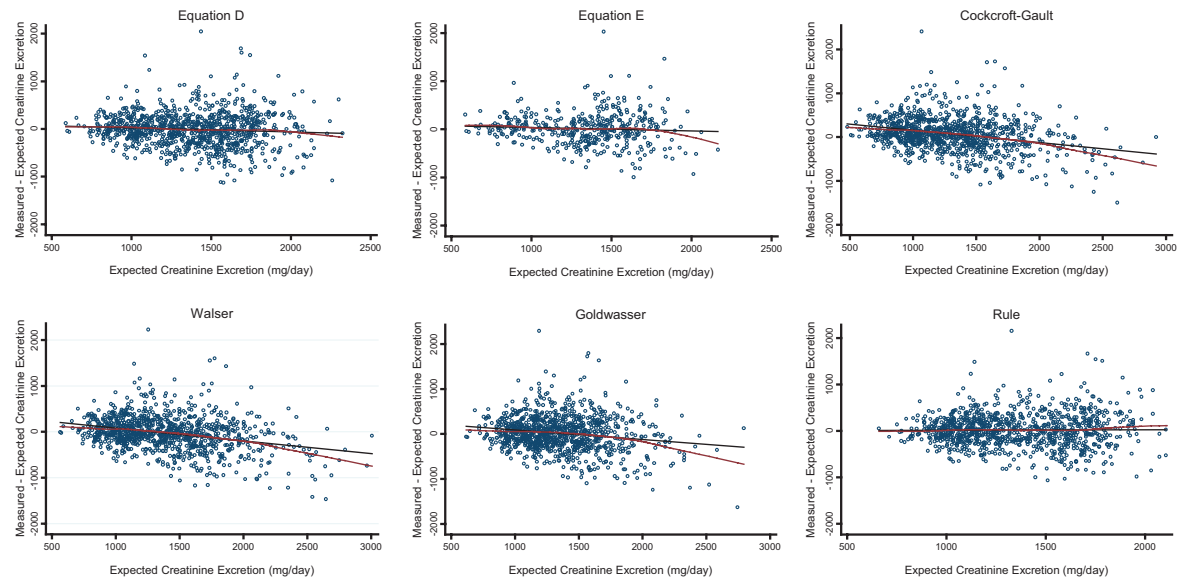 Equation D
Measured - Expected Creatinine Excretion
-2000 -1000 0 1000 2000
500 1000 1500 2000 2500
Expected Creatinine Excretion (mg/day)
Equation E
Measured - Expected Creatinine Excretion
-2000 -1000 0 1000 2000
500 1000 1500 2000 2500
Expected Creatinine Excretion (mg/day)
Cockcroft-Gault
Measured - Expected Creatinine Excretion
-2000 -1000 0 1000 2000
500 1000 1500 2000 2500 3000
Expected Creatinine Excretion (mg/day)
Walser
Measured - Expected Creatinine Excretion
-2000 -1000 0 1000 2000
500 1000 1500 2000 2500 3000
Expected Creatinine Excretion (mg/day)
Goldwasser
Measured - Expected Creatinine Excretion
-2000 -1000 0 1000 2000
500 1000 1500 2000 2500 3000
Expected Creatinine Excretion (mg/day)
Rule
Measured - Expected Creatinine Excretion
-2000 -1000 0 1000 2000
500 1000 1500 2000
Expected Creatinine Excretion (mg/day)